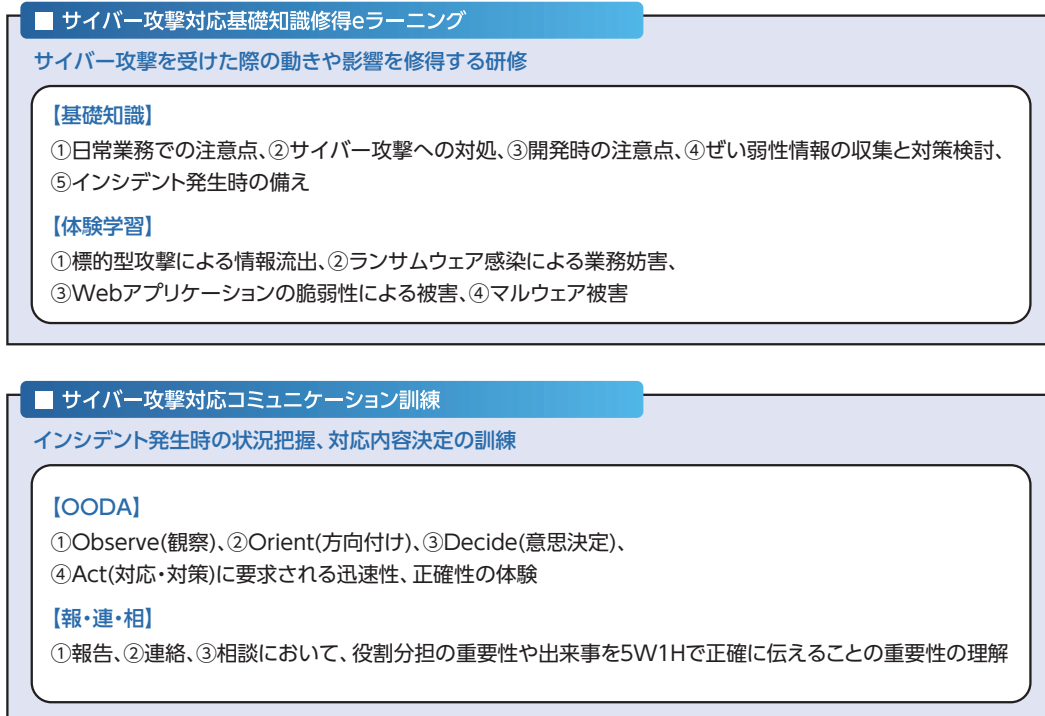 ■ サイバー攻撃対応基礎知識修得eラーニング
サイバー攻撃を受けた際の動きや影響を修得する研修
【基礎知識】
①日常業務での注意点、②サイバー攻撃への対処、③開発時の注意点、④ぜい弱性情報の収集と対策検討、
⑤インシデント発生時の備え
【体験学習】
①標的型攻撃による情報流出、②ランサムウェア感染による業務妨害、
③Webアプリケーションの脆弱性による被害、④マルウェア被害
■ サイバー攻撃対応コミュニケーション訓練
インシデント発生時の状況把握、対応内容決定の訓練
【OODA】
①Observe(観察)、②Orient(方向付け)、③Decide(意思決定)、
④Act(対応・対策)に要求される迅速性、正確性の体験
【報・連・相】
①報告、②連絡、③相談において、役割分担の重要性や出来事を5W1Hで正確に伝えることの重要性の理解